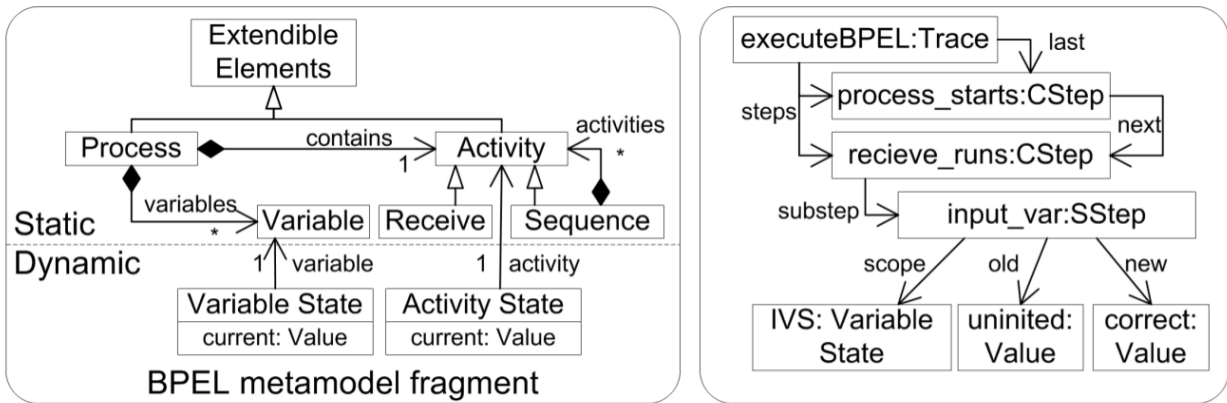 Extendible
Elements
Process
contains
1
Activity
activities
*
variables
*
Variable
Receive
Sequence
Static
Dynamic
1
variable
1
activity
Variable State
current: Value
Activity State
current: Value
BPEL metamodel fragment
executeBPEL:Trace
last
process_starts:CStep
steps
next
recieve_runs:CStep
substep
input_var:SStep
scope
old
new
IVS: Variable
State
uninited:
Value
correct:
Value